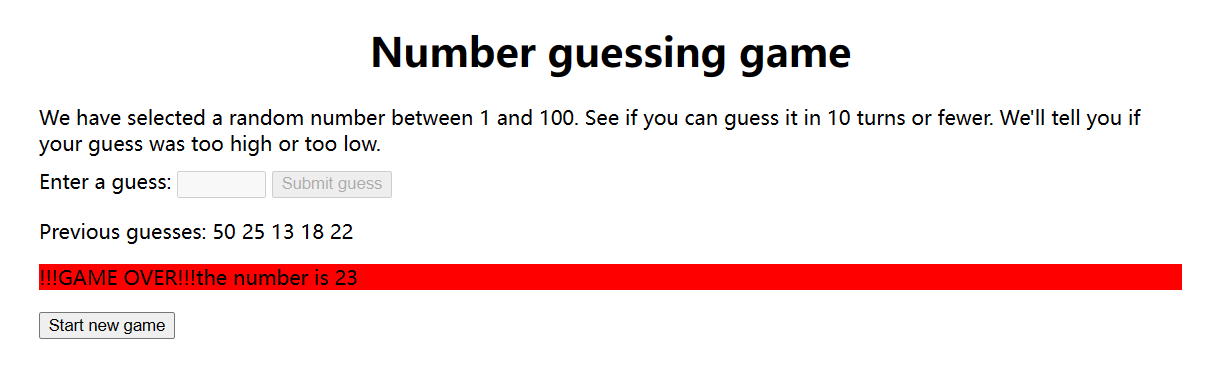 Number guessing game
We have selected a random number between 1 and 100. See if you can guess it in 10 turns or fewer. We'll tell you if
your guess was too high or too low.
Enter a guess: Submit guess
Previous guesses: 50 25 13 18 22
!!!GAME OVER!!!the number is 23
Start new game